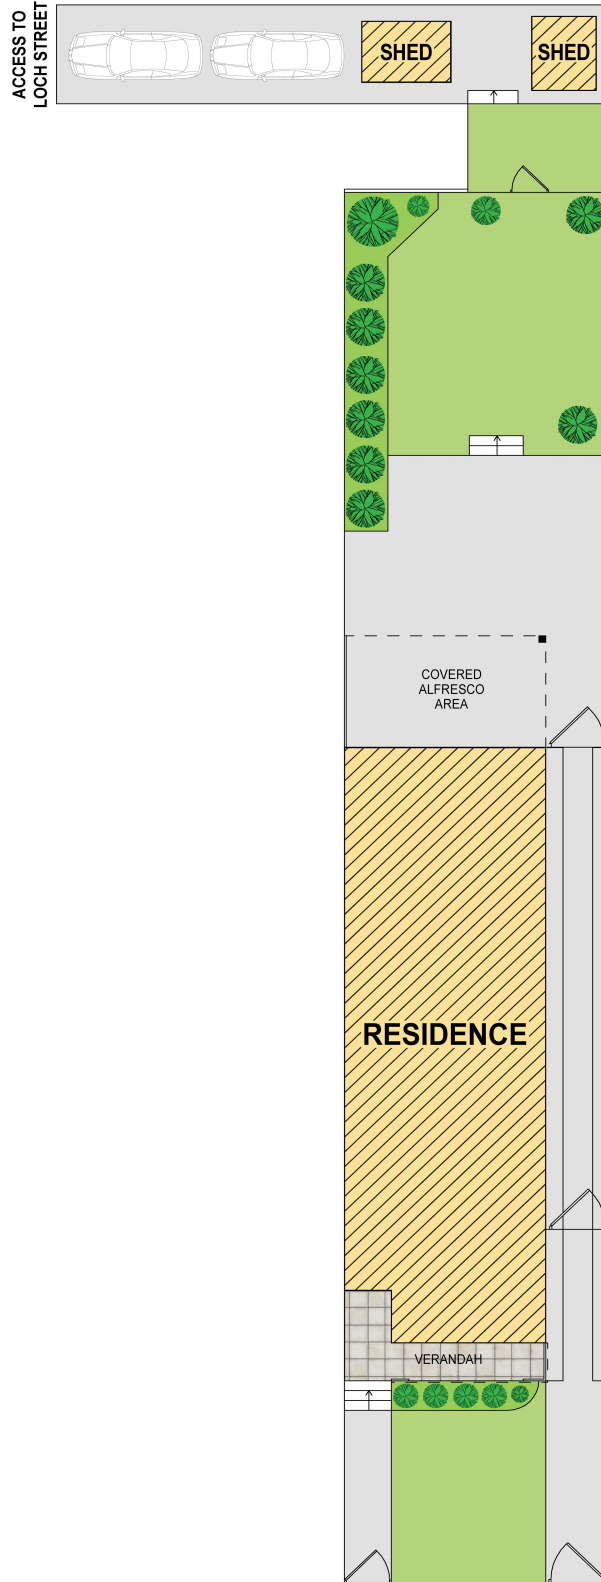 ACCESS TO
LOCH STREET
SHED
SHED
COVERED
ALFRESCO
AREA
RESIDENCE
VERANDAH